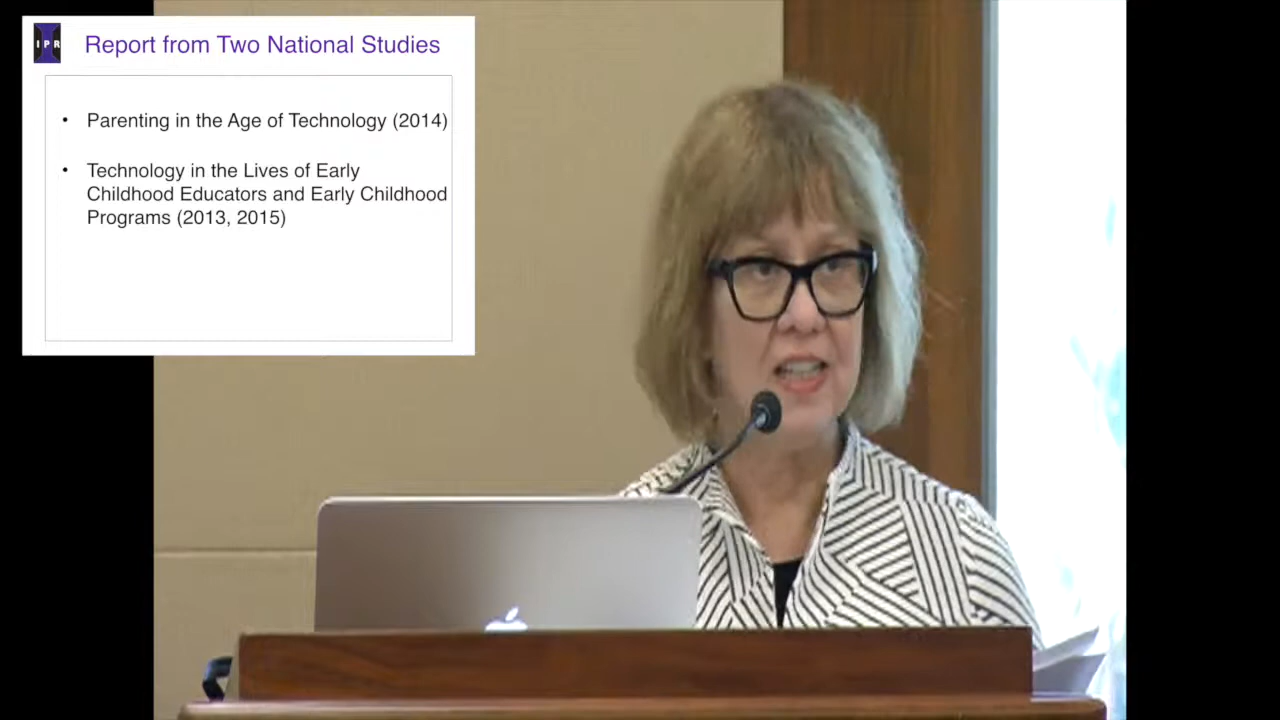 IPR
Report from Two National Studies
• Parenting in the Age of Technology (2014)
• Technology in the Lives of Early
Childhood Educators and Early Childhood
Programs (2013, 2015)